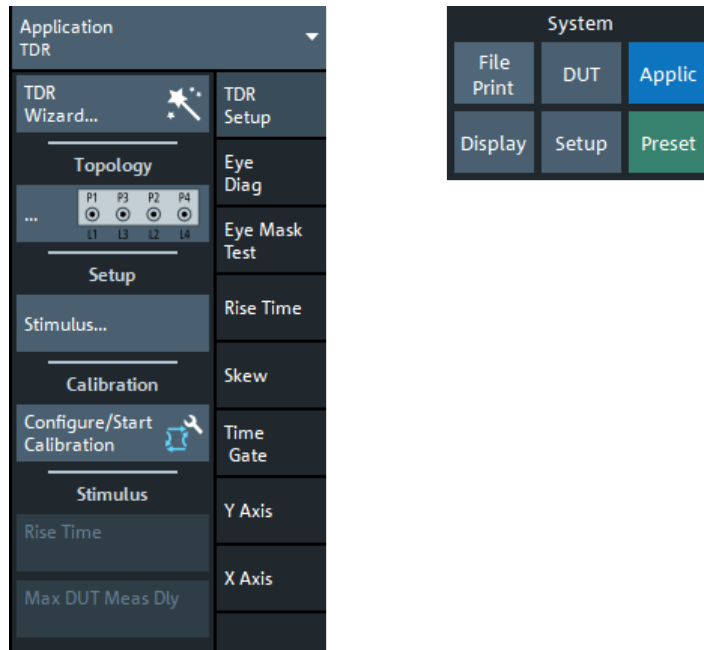 Application
TDR
TDR
Wizard...
Topology
...
P1 P3 P2 P4
L1 L3 L2 L4
Setup
Stimulus...
Calibration
Configure/Start
Calibration
Stimulus
Rise Time
Max DUT Meas Dly
TDR
Setup
Eye
Diag
Eye Mask
Test
Rise Time
Skew
Time
Gate
Y Axis
X Axis
System
File
Print
DUT
Applic
Display
Setup
Preset